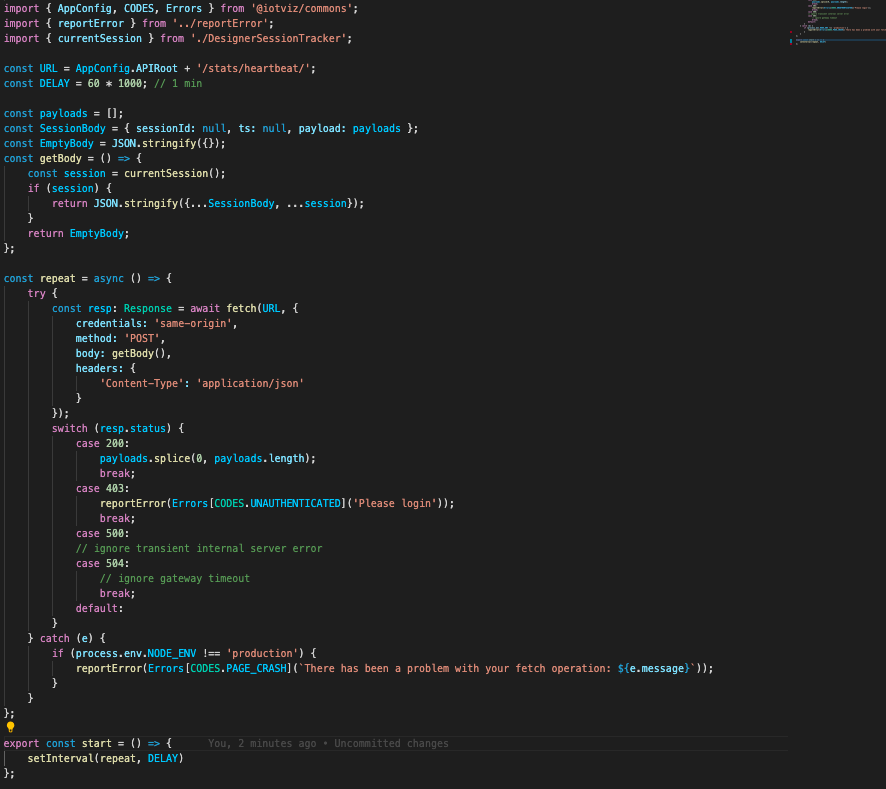 import { AppConfig, CODES, Errors } from '@iotviz/commons';
import { reportError } from '../reportError';
import { currentSession } from './DesignerSessionTracker';

const URL = AppConfig.APIRoot + '/stats/heartbeat/';
const DELAY = 60 * 1000; // 1 min

const payloads = [];
const SessionBody = { sessionId: null, ts: null, payload: payloads };
const EmptyBody = JSON.stringify({});
const getBody = () => {
    const session = currentSession();
    if (session) {
        return JSON.stringify({...SessionBody, ...session});
    }
    return EmptyBody;
};

const repeat = async () => {
    try {
        const resp: Response = await fetch(URL, {
            credentials: 'same-origin',
            method: 'POST',
            body: getBody(),
            headers: {
                'Content-Type': 'application/json'
            }
        });
        switch (resp.status) {
            case 200:
                payloads.splice(0, payloads.length);
                break;
            case 403:
                reportError(Errors[CODES.UNAUTHENTICATED]('Please login'));
                break;
            case 500:
            // ignore transient internal server error
            case 504:
                // ignore gateway timeout
                break;
            default:
        }
    } catch (e) {
        if (process.env.NODE_ENV !== 'production') {
            reportError(Errors[CODES.PAGE_CRASH](`There has been a problem with your fetch operation: ${e.message}`));
        }
    }
};

export const start = () => {      You, 2 minutes ago • Uncommitted changes
    setInterval(repeat, DELAY)
};